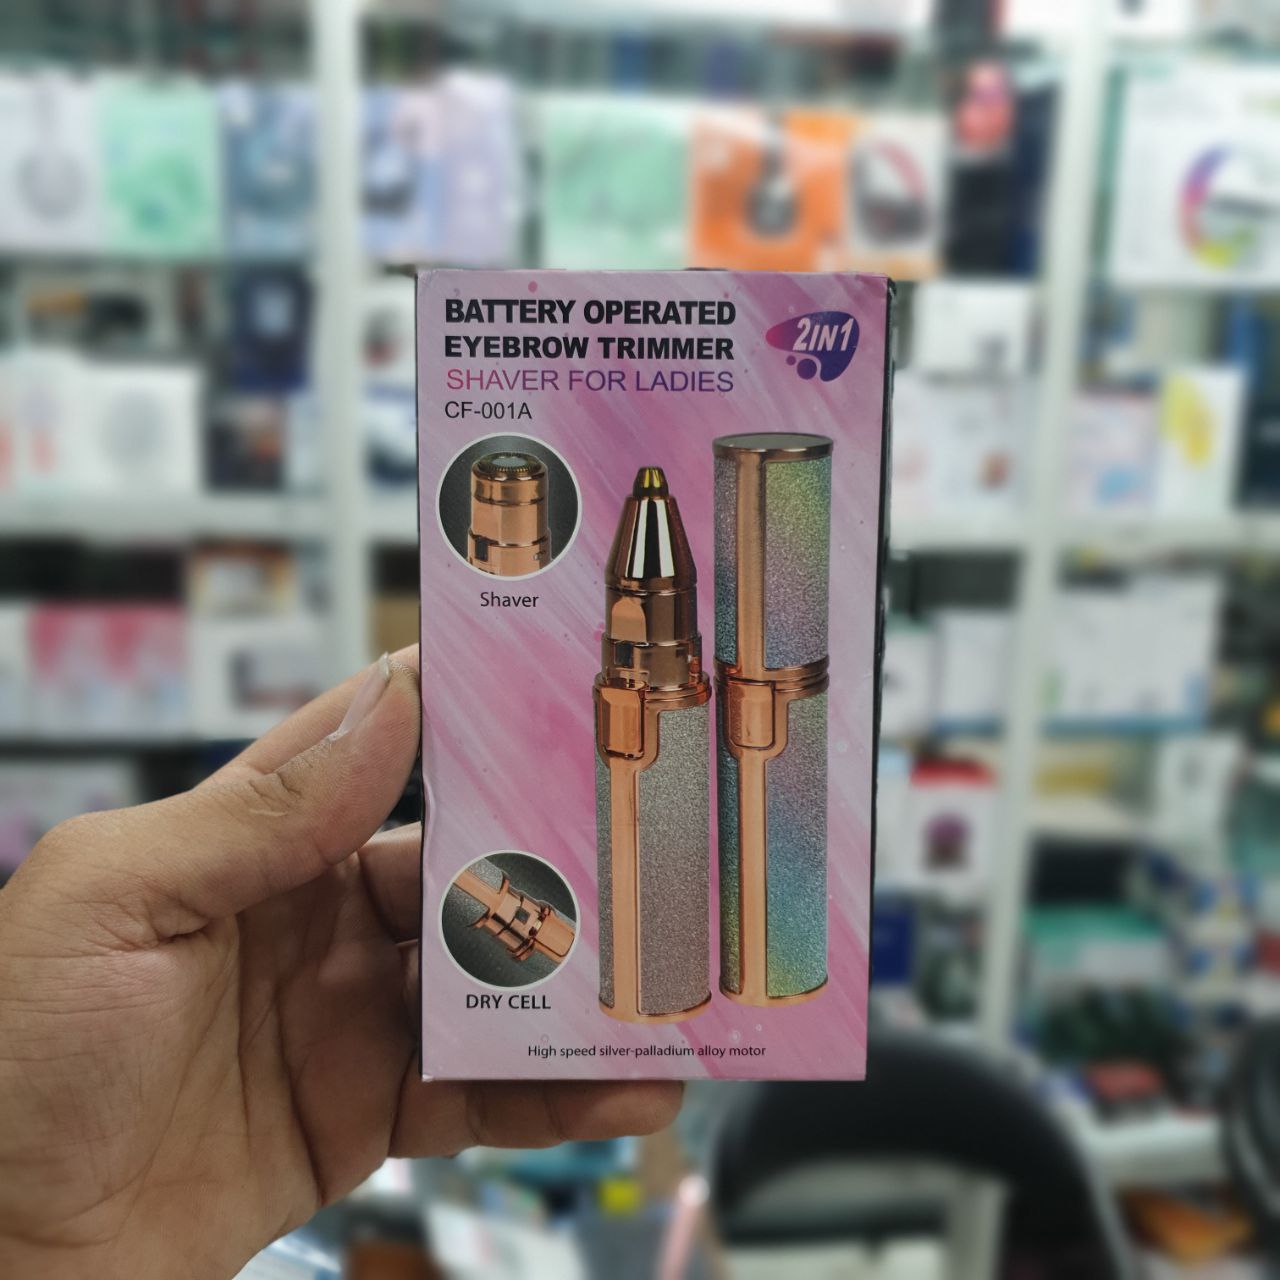 BATTERY OPERATED
EYEBROW TRIMMER
SHAVER FOR LADIES
CF-001A
2IN1
Shaver
DRY CELL
High speed silver-palladium alloy motor